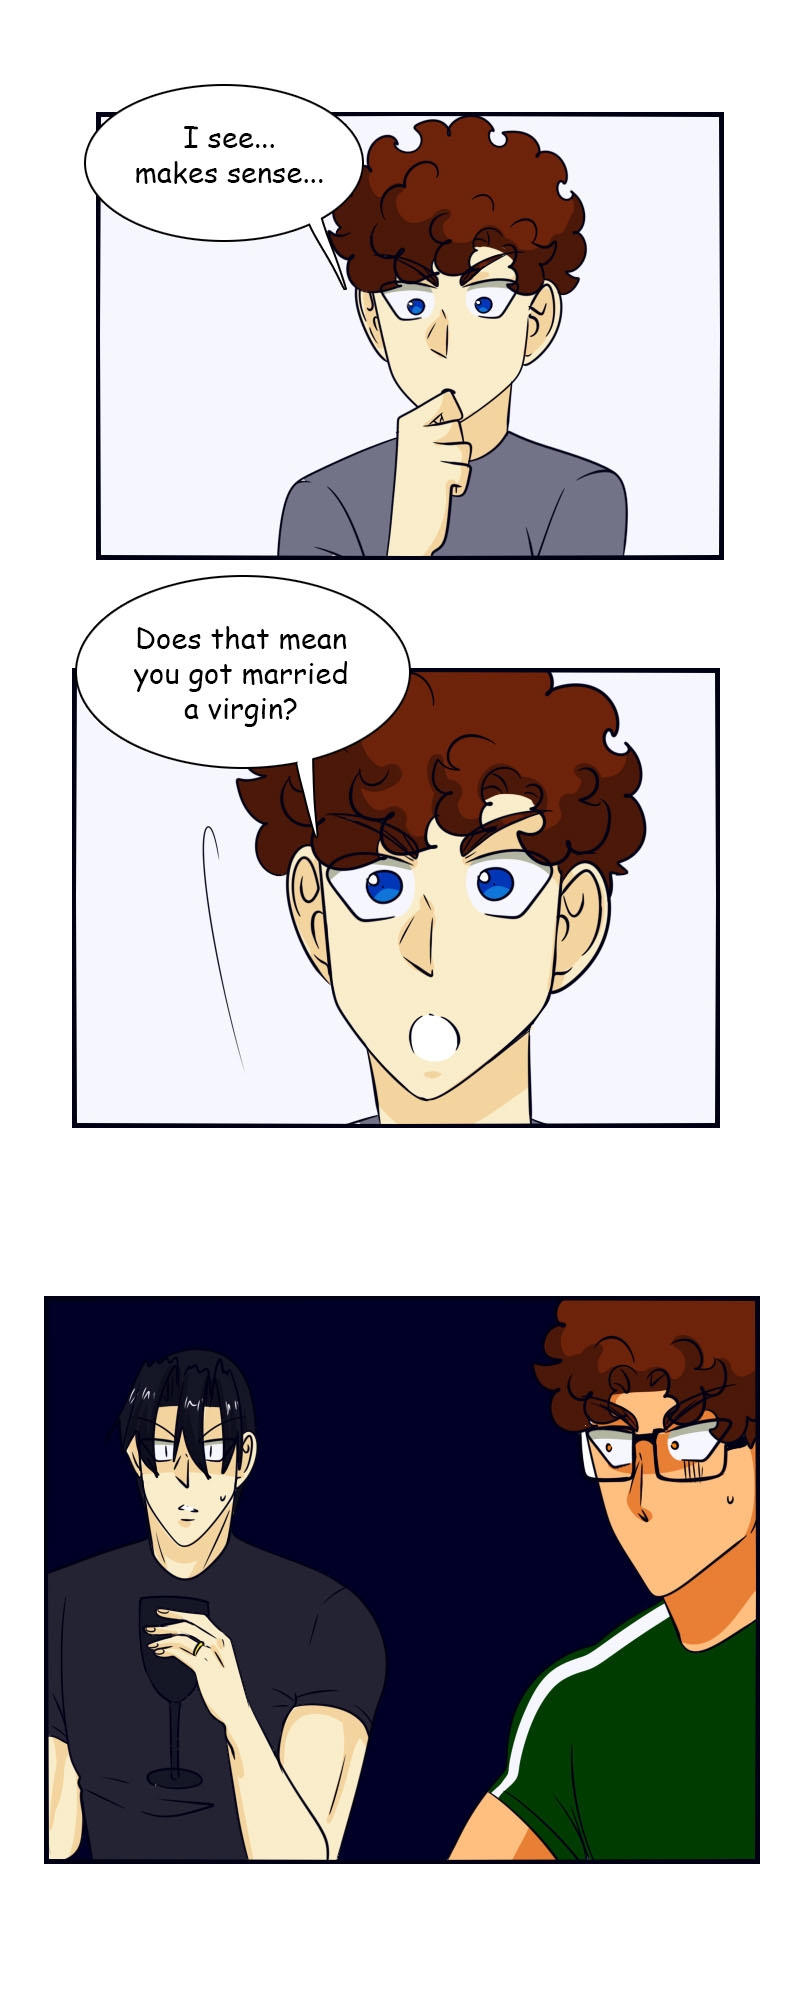 I see...
makes sense...
Does that mean
you got married
a virgin?